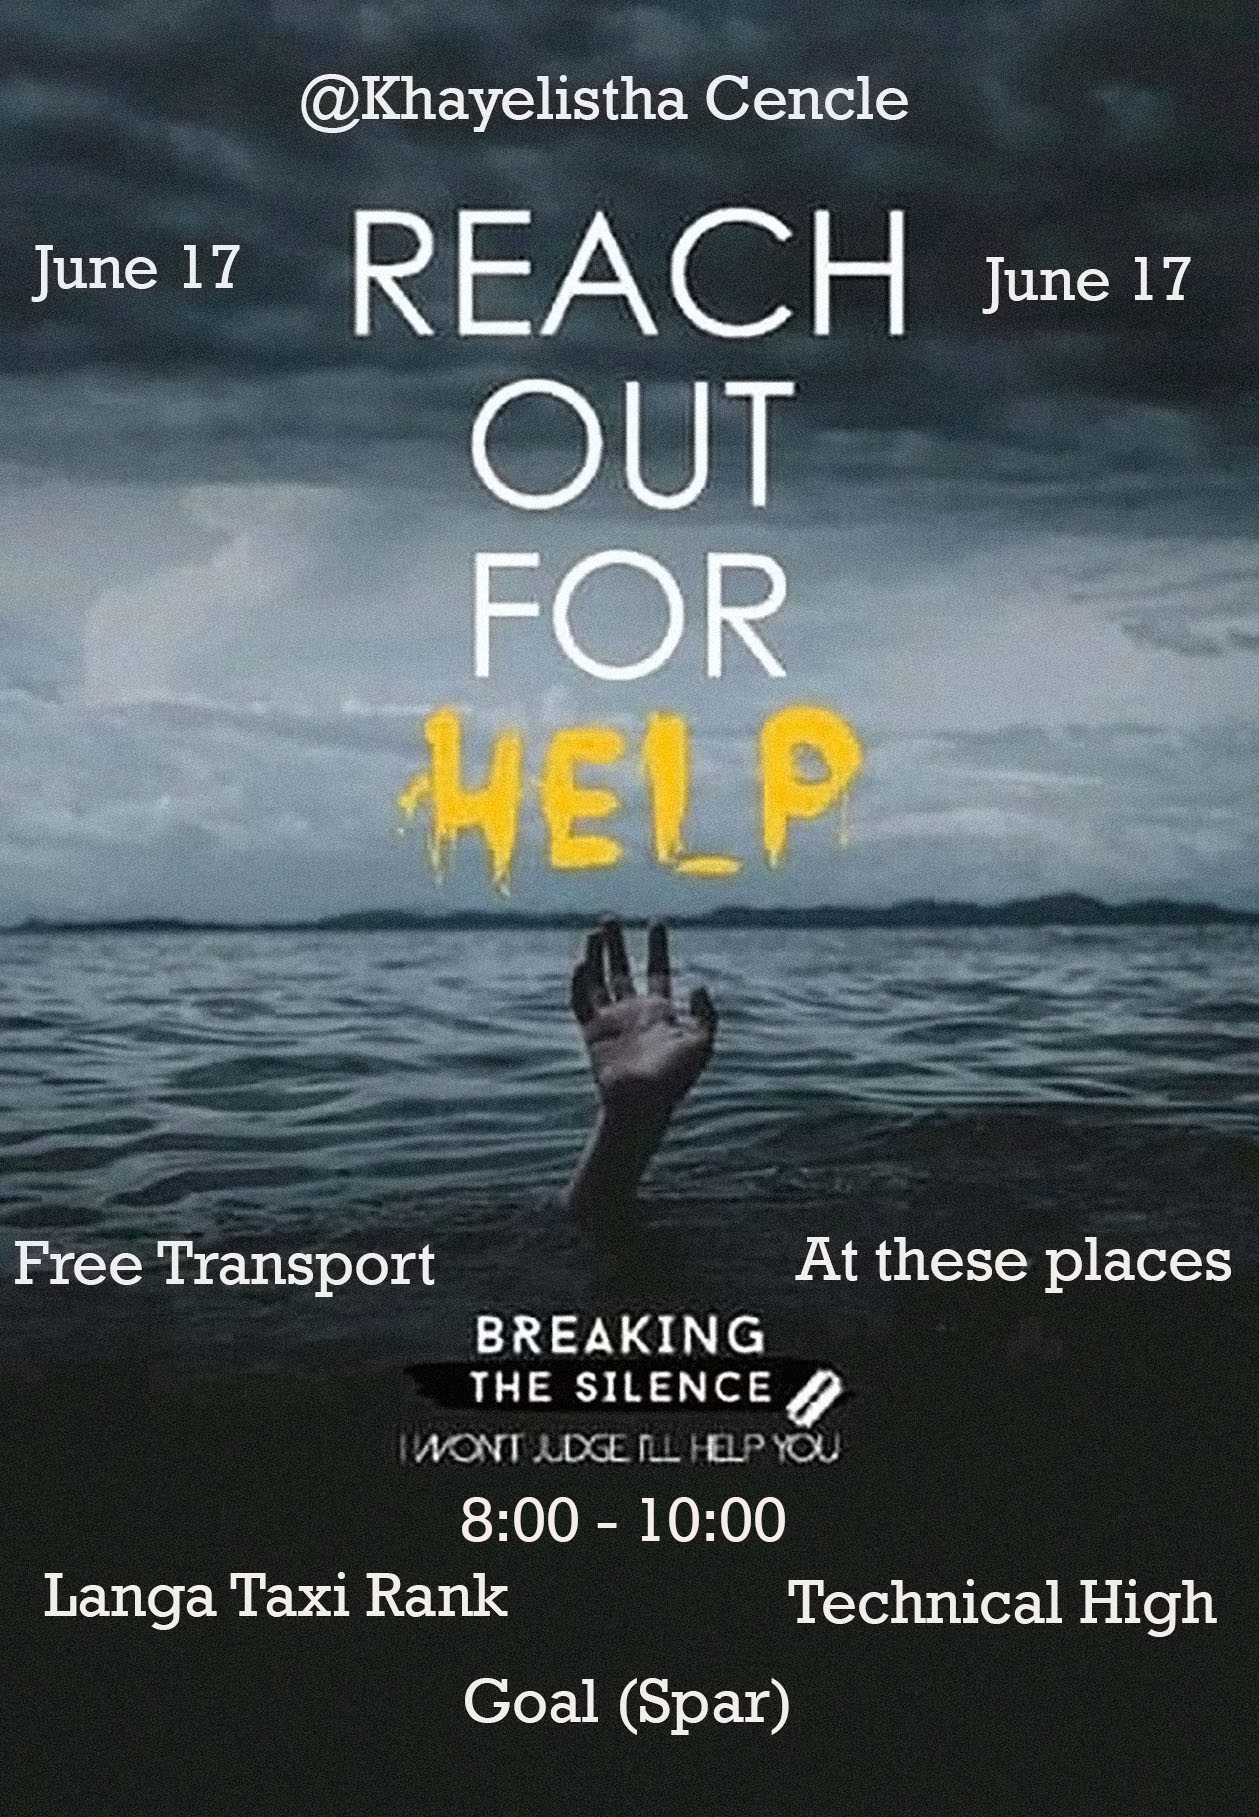 @Khayelistha Cencle
June 17
REACH
June 17
OUT
FOR
HELP
Free Transport
At these places
BREAKING
THE SILENCE
I WON'T JUDGE I'LL HELP YOU
8:00 - 10:00
Langa Taxi Rank
Technical High
Goal (Spar)